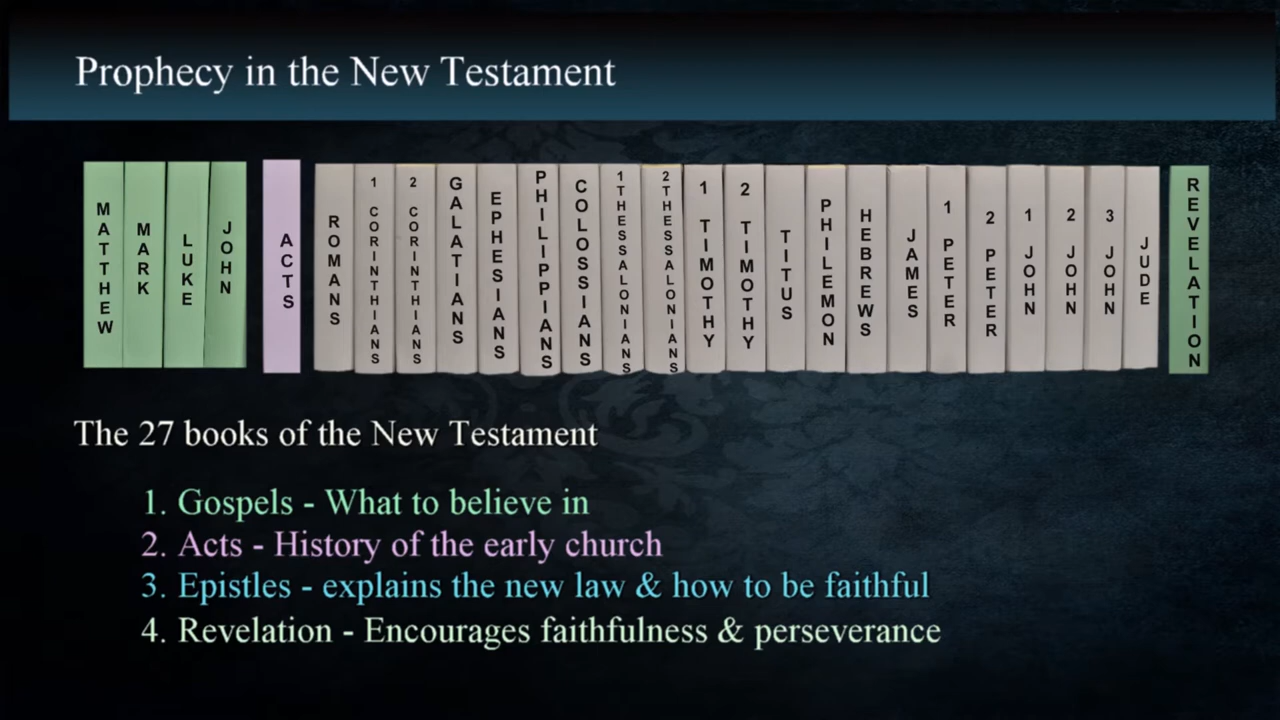 Prophecy in the New Testament
MATTHEW
MARK
LUKE
JOHN
ACTS
ROMANS
1 CORINTHIANS
2 CORINTHIANS
GALATIANS
EPHESIANS
PHILIPPIANS
COLOSSIANS
1 THESSALONIANS
2 THESSALONIANS
1 TIMOTHY
2 TIMOTHY
TITUS
PHILEMON
HEBREWS
JAMES
1 PETER
2 PETER
1 JOHN
2 JOHN
3 JOHN
JUDE
REVELATION
The 27 books of the New Testament
1. Gospels - What to believe in
2. Acts - History of the early church
3. Epistles - explains the new law & how to be faithful
4. Revelation - Encourages faithfulness & perseverance